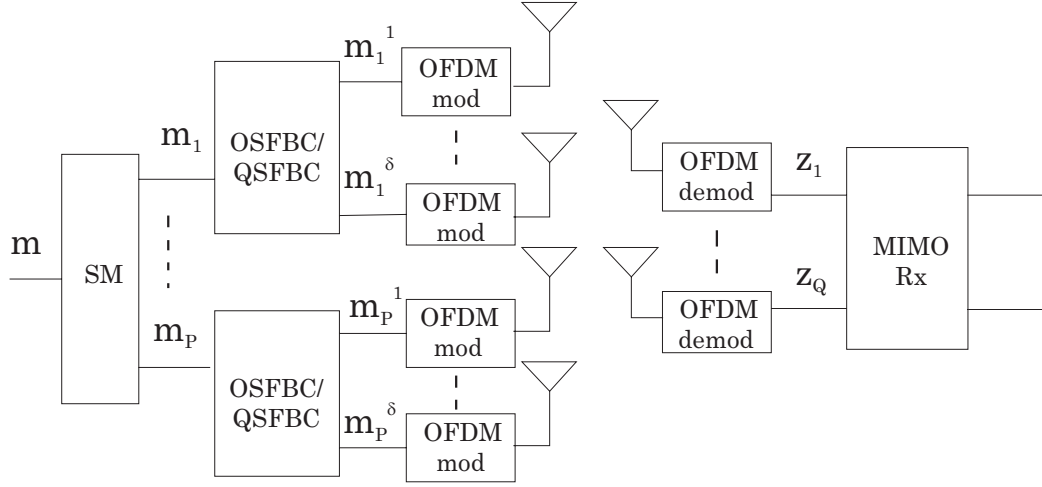 m
SM
m₁
m_P
OSFBC/
QSFBC
m₁¹
m₁^δ
OFDM
mod
OFDM
mod
OSFBC/
QSFBC
m_P¹
m_P^δ
OFDM
mod
OFDM
mod
OFDM
demod
OFDM
demod
z₁
z_Q
MIMO
Rx